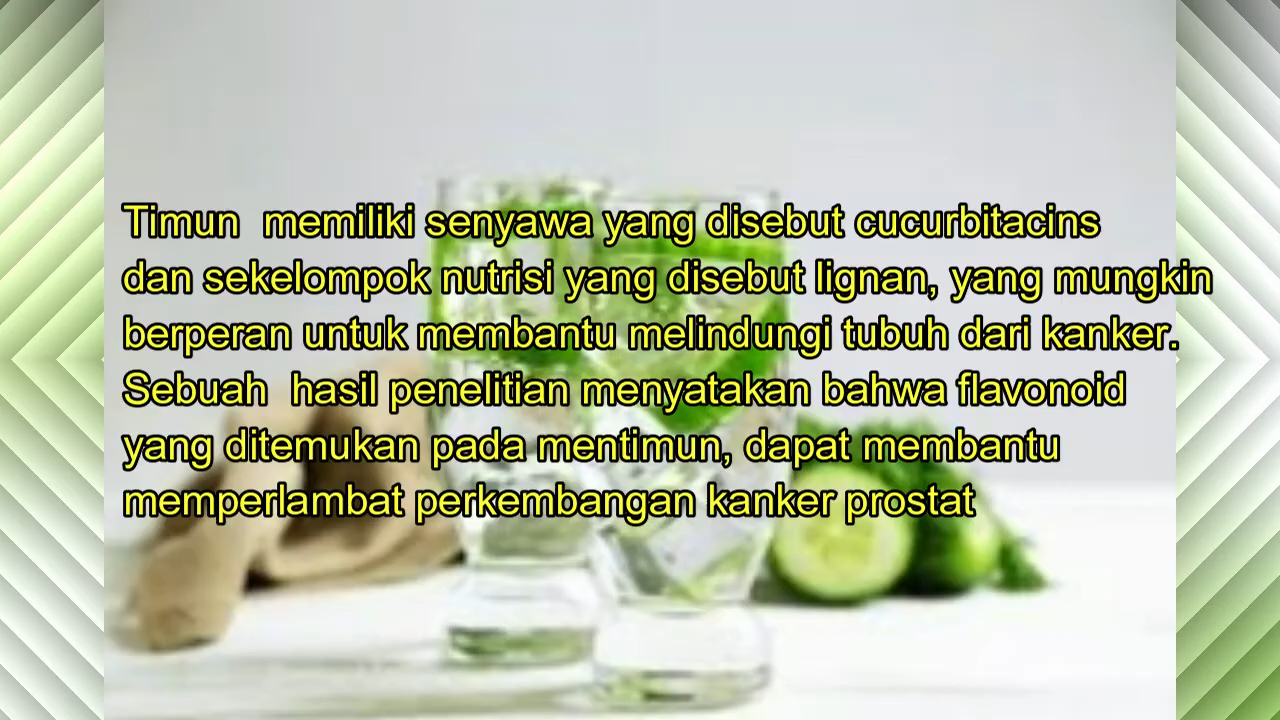 Timun  memiliki senyawa yang disebut cucurbitacins
dan sekelompok nutrisi yang disebut lignan, yang mungkin
berperan untuk membantu melindungi tubuh dari kanker.
Sebuah  hasil penelitian menyatakan bahwa flavonoid
yang ditemukan pada mentimun, dapat membantu
memperlambat perkembangan kanker prostat